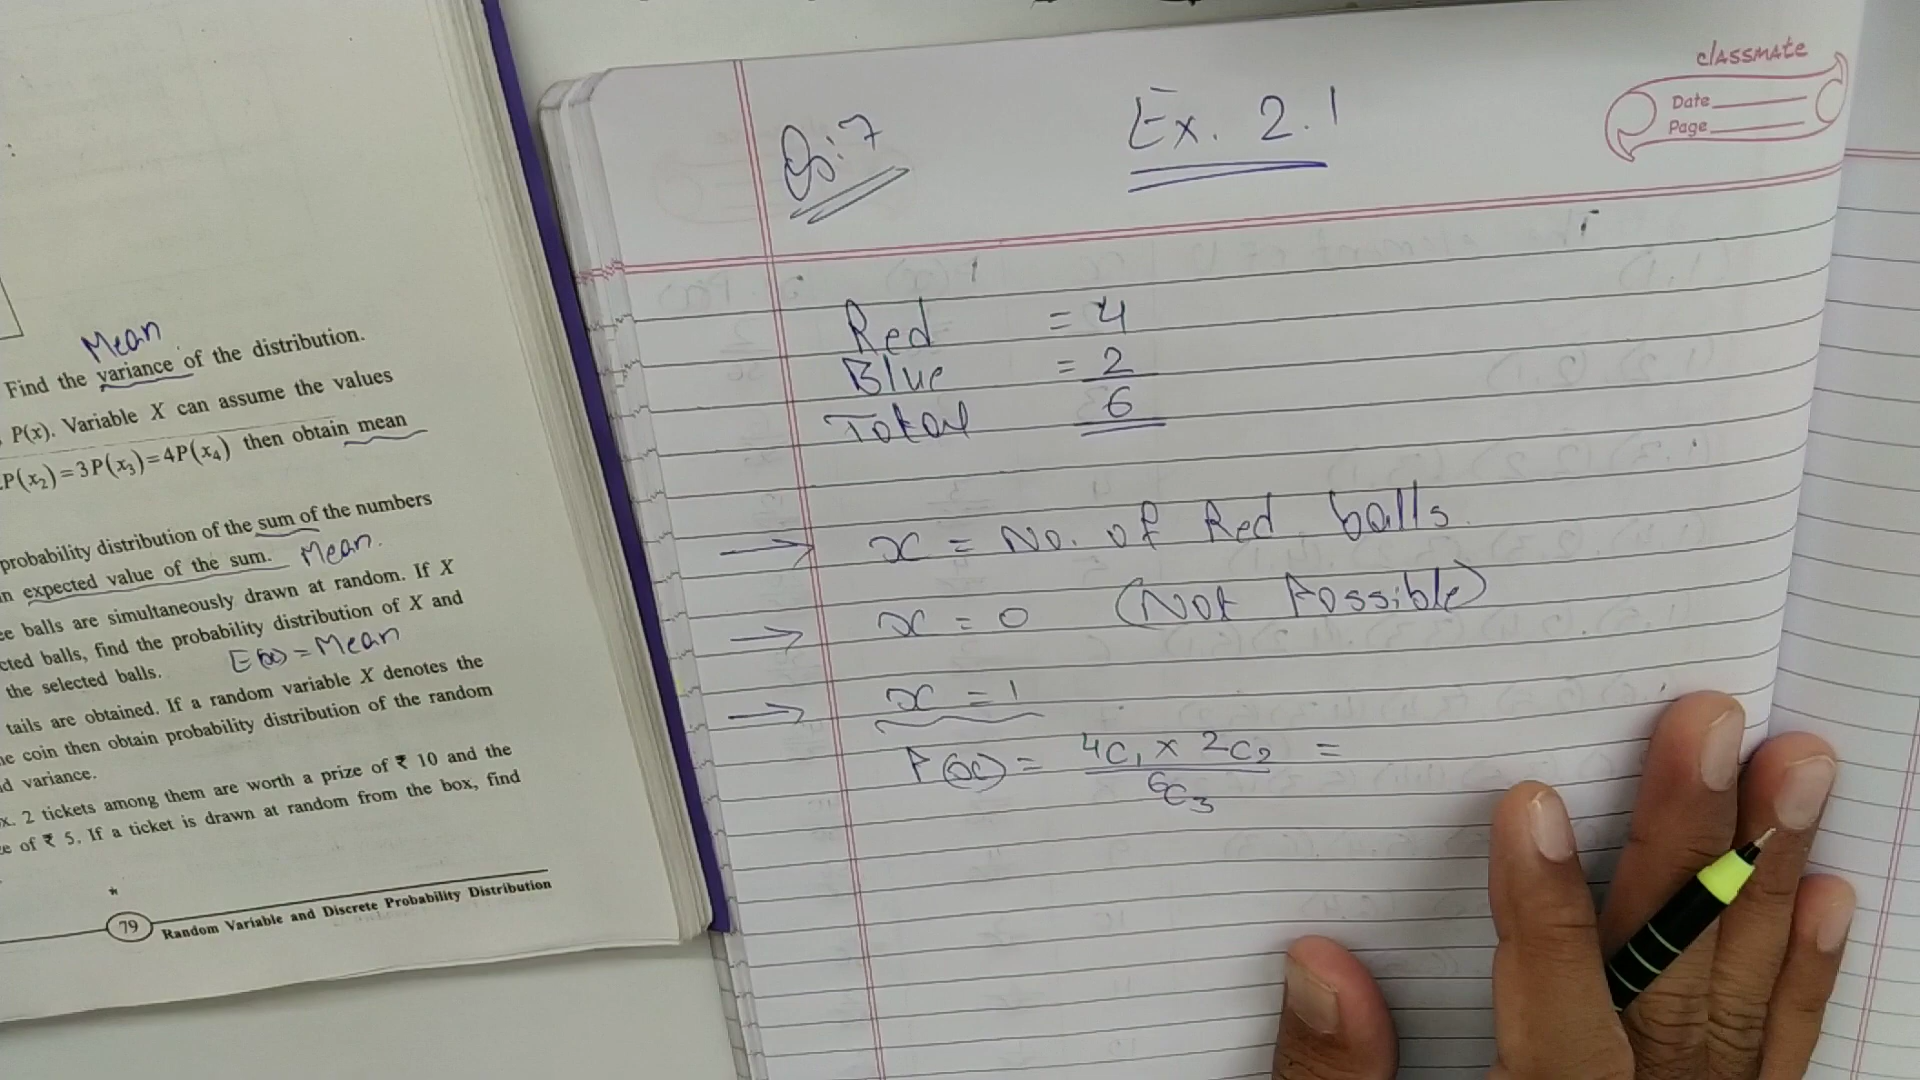 Mean
Find the variance of the distribution.
P(x). Variable X can assume the values
P(x₂)=3P(x₃)=4P(x₄) then obtain mean
probability distribution of the sum of the numbers
expected value of the sum. Mean.
balls are simultaneously drawn at random. If X
balls, find the probability distribution of X and
the selected balls. E(x) = Mean
tails are obtained. If a random variable X denotes the
coin then obtain probability distribution of the random
variance.
2 tickets among them are worth a prize of ₹ 10 and the
of ₹ 5. If a ticket is drawn at random from the box, find
*
79 Random Variable and Discrete Probability Distribution
classmate
Date
Page
Qs:7
Ex. 2.1
Red = 4
Blue = 2
Total 6
→ x = No. of Red balls
→ x = 0 (Not Possible)
→ x = 1
P(x) = 4C₁ × 2C₂ =
6C₃